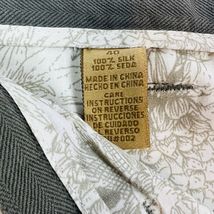 40
100% SILK
100% SEDA
MADE IN CHINA
HECHO EN CHINA
CARE
INSTRUCTIONS
ON REVERSE
INSTRUCCIONES
DE CUIDADO
AL REVERSO
#002